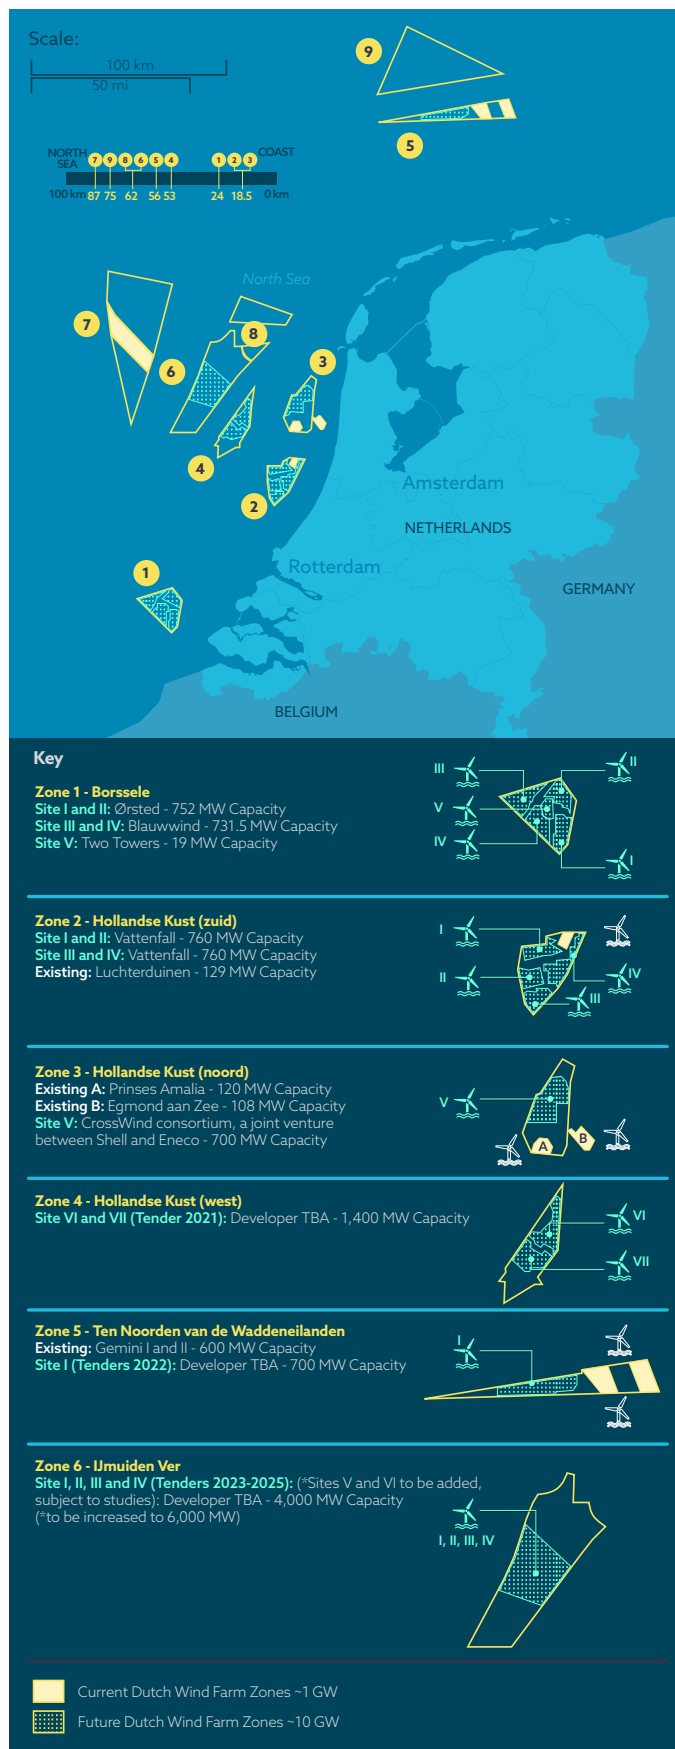 Scale:
100 km
50 mi
9
5
NORTH SEA
7 9 8 6 5 4 1 2 3
COAST
100 km 87 75 62 56 53 24 18.5 0 km
North Sea
7
8
6
3
4
2
Amsterdam
NETHERLANDS
Rotterdam
1
GERMANY
BELGIUM
Key
Zone 1 - Borssele
Site I and II: Ørsted - 752 MW Capacity
Site III and IV: Blauwwind - 731.5 MW Capacity
Site V: Two Towers - 19 MW Capacity
III
II
V
IV
I
Zone 2 - Hollandse Kust (zuid)
Site I and II: Vattenfall - 760 MW Capacity
Site III and IV: Vattenfall - 760 MW Capacity
Existing: Luchterduinen - 129 MW Capacity
I
II
IV
III
Zone 3 - Hollandse Kust (noord)
Existing A: Prinses Amalia - 120 MW Capacity
Existing B: Egmond aan Zee - 108 MW Capacity
Site V: CrossWind consortium, a joint venture
between Shell and Eneco - 700 MW Capacity
V
A
B
Zone 4 - Hollandse Kust (west)
Site VI and VII (Tender 2021): Developer TBA - 1,400 MW Capacity
VI
VII
Zone 5 - Ten Noorden van de Waddeneilanden
Existing: Gemini I and II - 600 MW Capacity
Site I (Tenders 2022): Developer TBA - 700 MW Capacity
I
Zone 6 - IJmuiden Ver
Site I, II, III and IV (Tenders 2023-2025): (*Sites V and VI to be added,
subject to studies): Developer TBA - 4,000 MW Capacity
(*to be increased to 6,000 MW)
I, II, III, IV
Current Dutch Wind Farm Zones ~1 GW
Future Dutch Wind Farm Zones ~10 GW